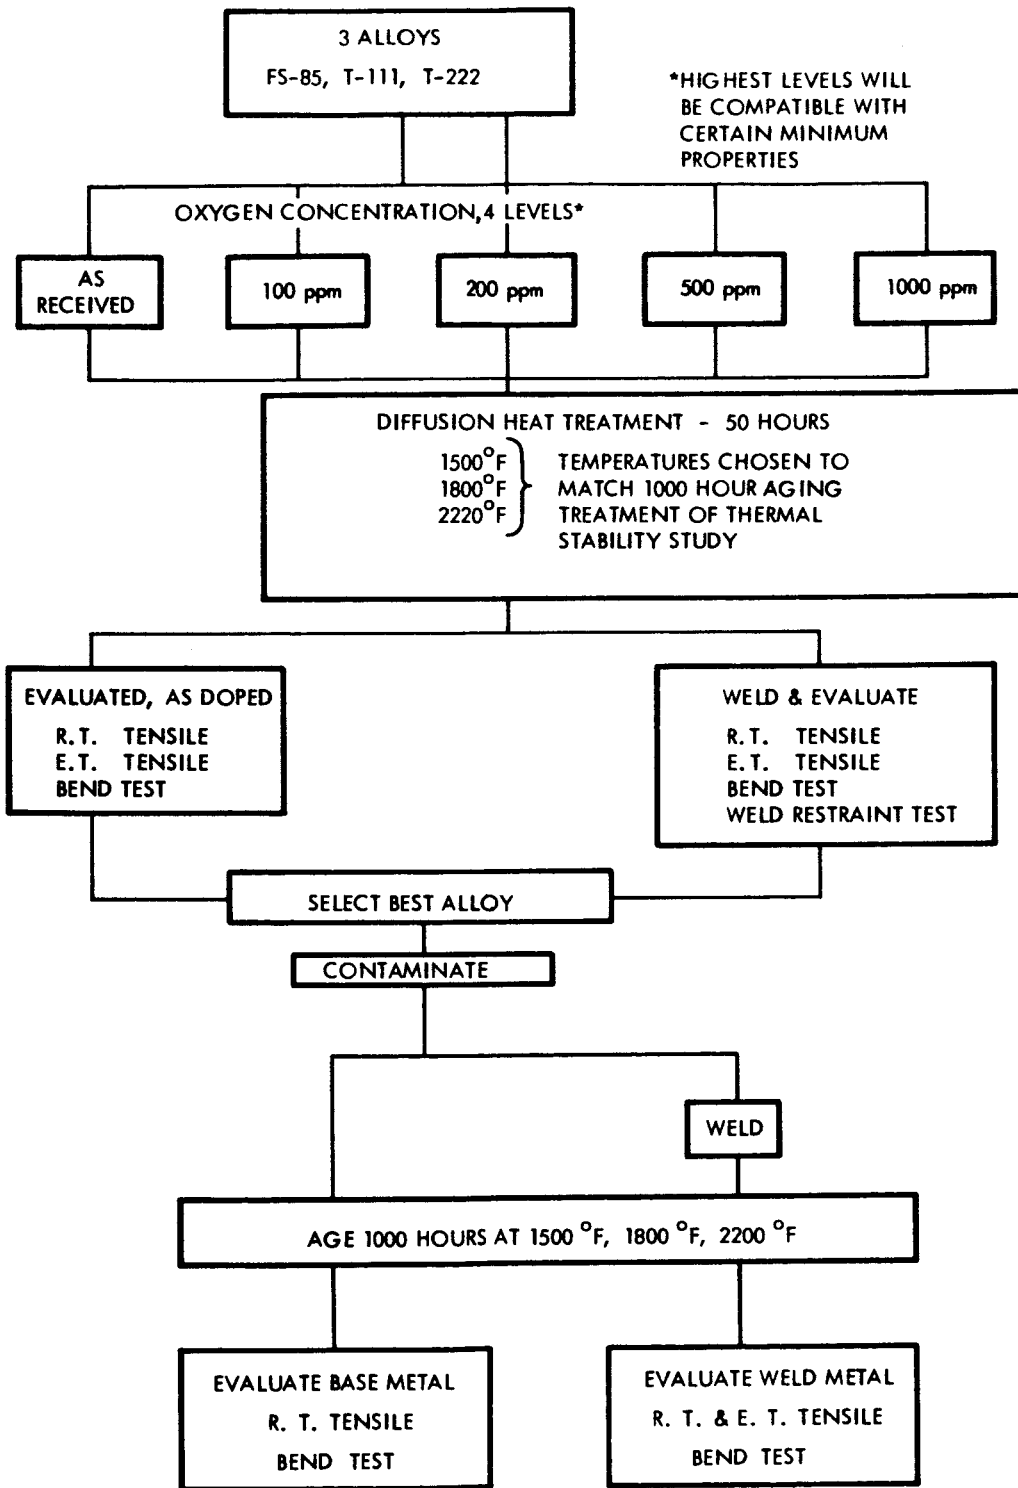 3 ALLOYS
FS-85, T-111, T-222
*HIGHEST LEVELS WILL
BE COMPATIBLE WITH
CERTAIN MINIMUM
PROPERTIES
OXYGEN CONCENTRATION, 4 LEVELS*
AS
RECEIVED
100 ppm
200 ppm
500 ppm
1000 ppm
DIFFUSION HEAT TREATMENT - 50 HOURS
1500°F
1800°F
2220°F
TEMPERATURES CHOSEN TO
MATCH 1000 HOUR AGING
TREATMENT OF THERMAL
STABILITY STUDY
EVALUATED, AS DOPED
R.T. TENSILE
E.T. TENSILE
BEND TEST
WELD & EVALUATE
R.T. TENSILE
E.T. TENSILE
BEND TEST
WELD RESTRAINT TEST
SELECT BEST ALLOY
CONTAMINATE
WELD
AGE 1000 HOURS AT 1500 °F, 1800 °F, 2200 °F
EVALUATE BASE METAL
R. T. TENSILE
BEND TEST
EVALUATE WELD METAL
R. T. & E. T. TENSILE
BEND TEST